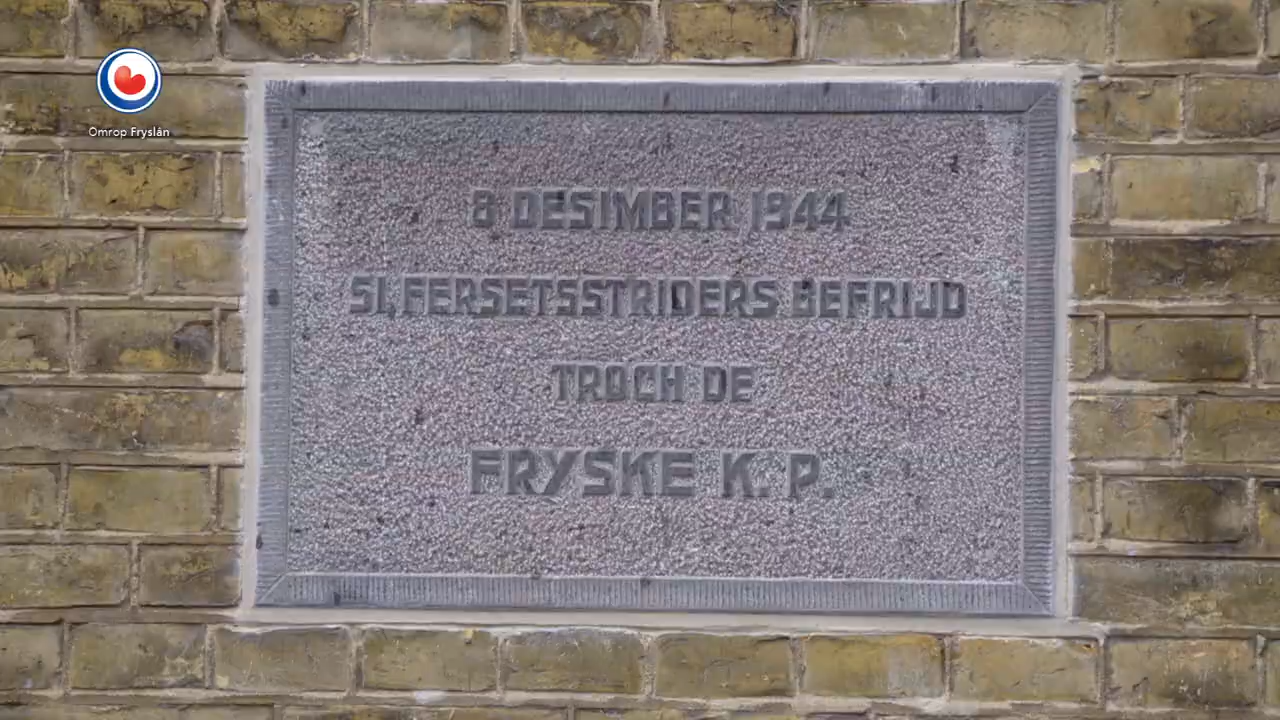 Omrop Fryslân
8 DESIMBER 1944
51, FERSETSSTRIDERS BEFRIJD
TROCH DE
FRYSKE K. P.